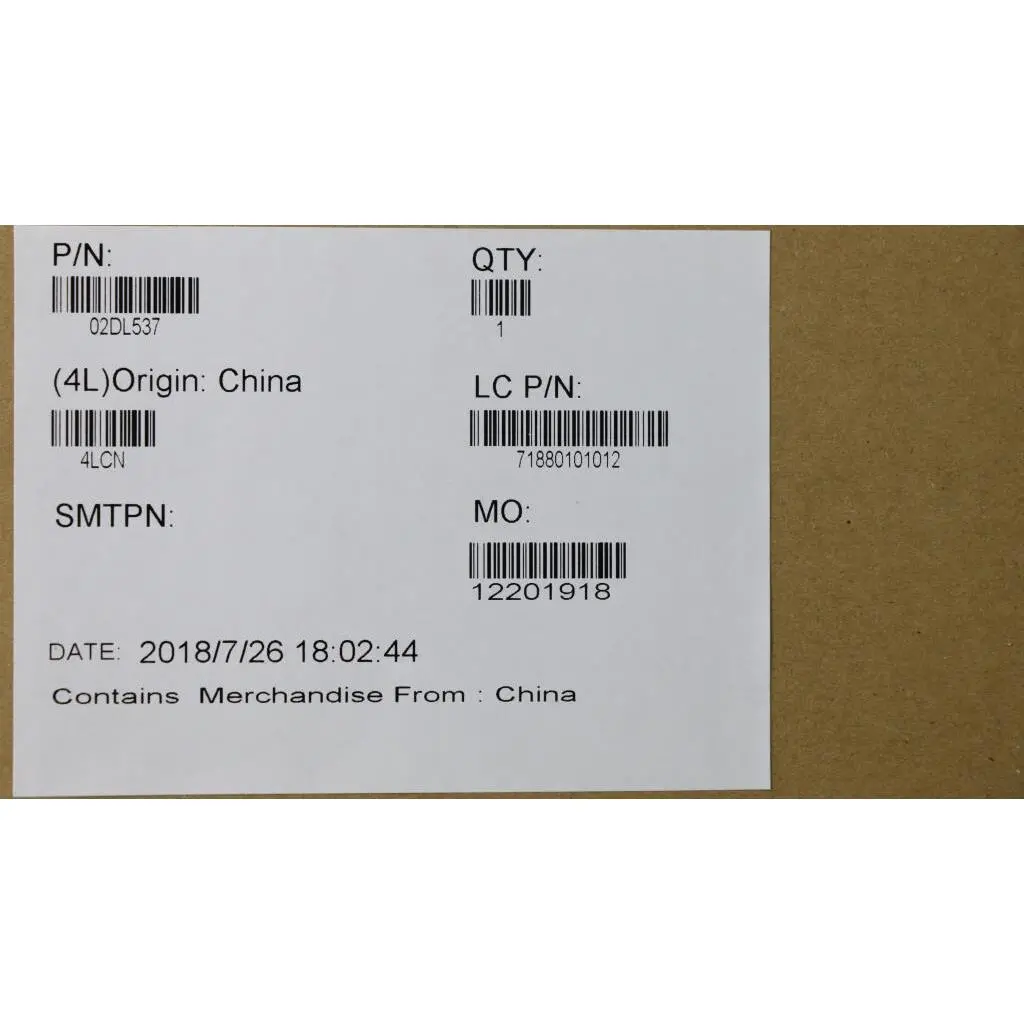 P/N:
02DL537
QTY:
1
(4L)Origin: China
4LCN
LC P/N:
71880101012
SMTPN:
MO:
12201918
DATE: 2018/7/26 18:02:44
Contains Merchandise From : China